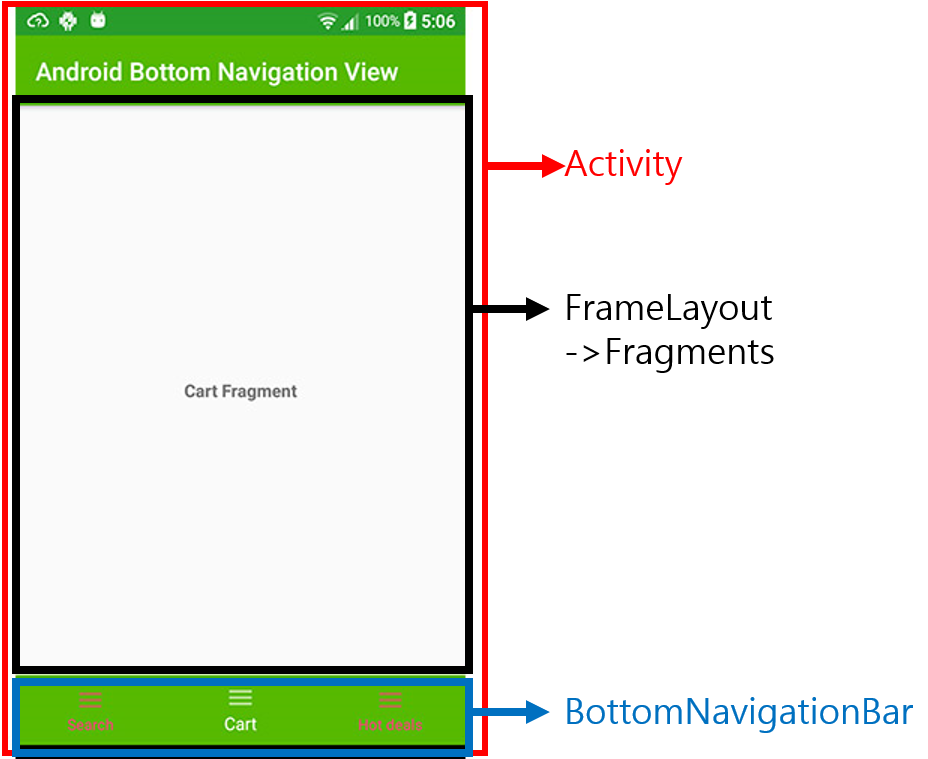 100% 5:06
Android Bottom Navigation View
Activity
FrameLayout
->Fragments
Cart Fragment
BottomNavigationBar
Search Cart Hot deals